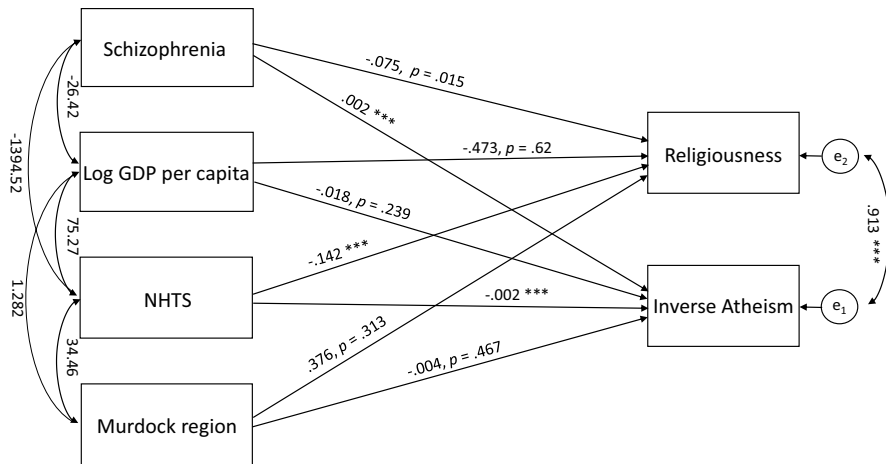 Schizophrenia
Log GDP per capita
NHTS
Murdock region
-26.42
-1394.52
75.27
1.282
34.46
-.075, p = .015
.002 ***
-.473, p = .62
-.018, p = .239
-.142 ***
-.002 ***
.376, p = .313
-.004, p = .467
Religiousness
Inverse Atheism
e2
e1
.913 ***